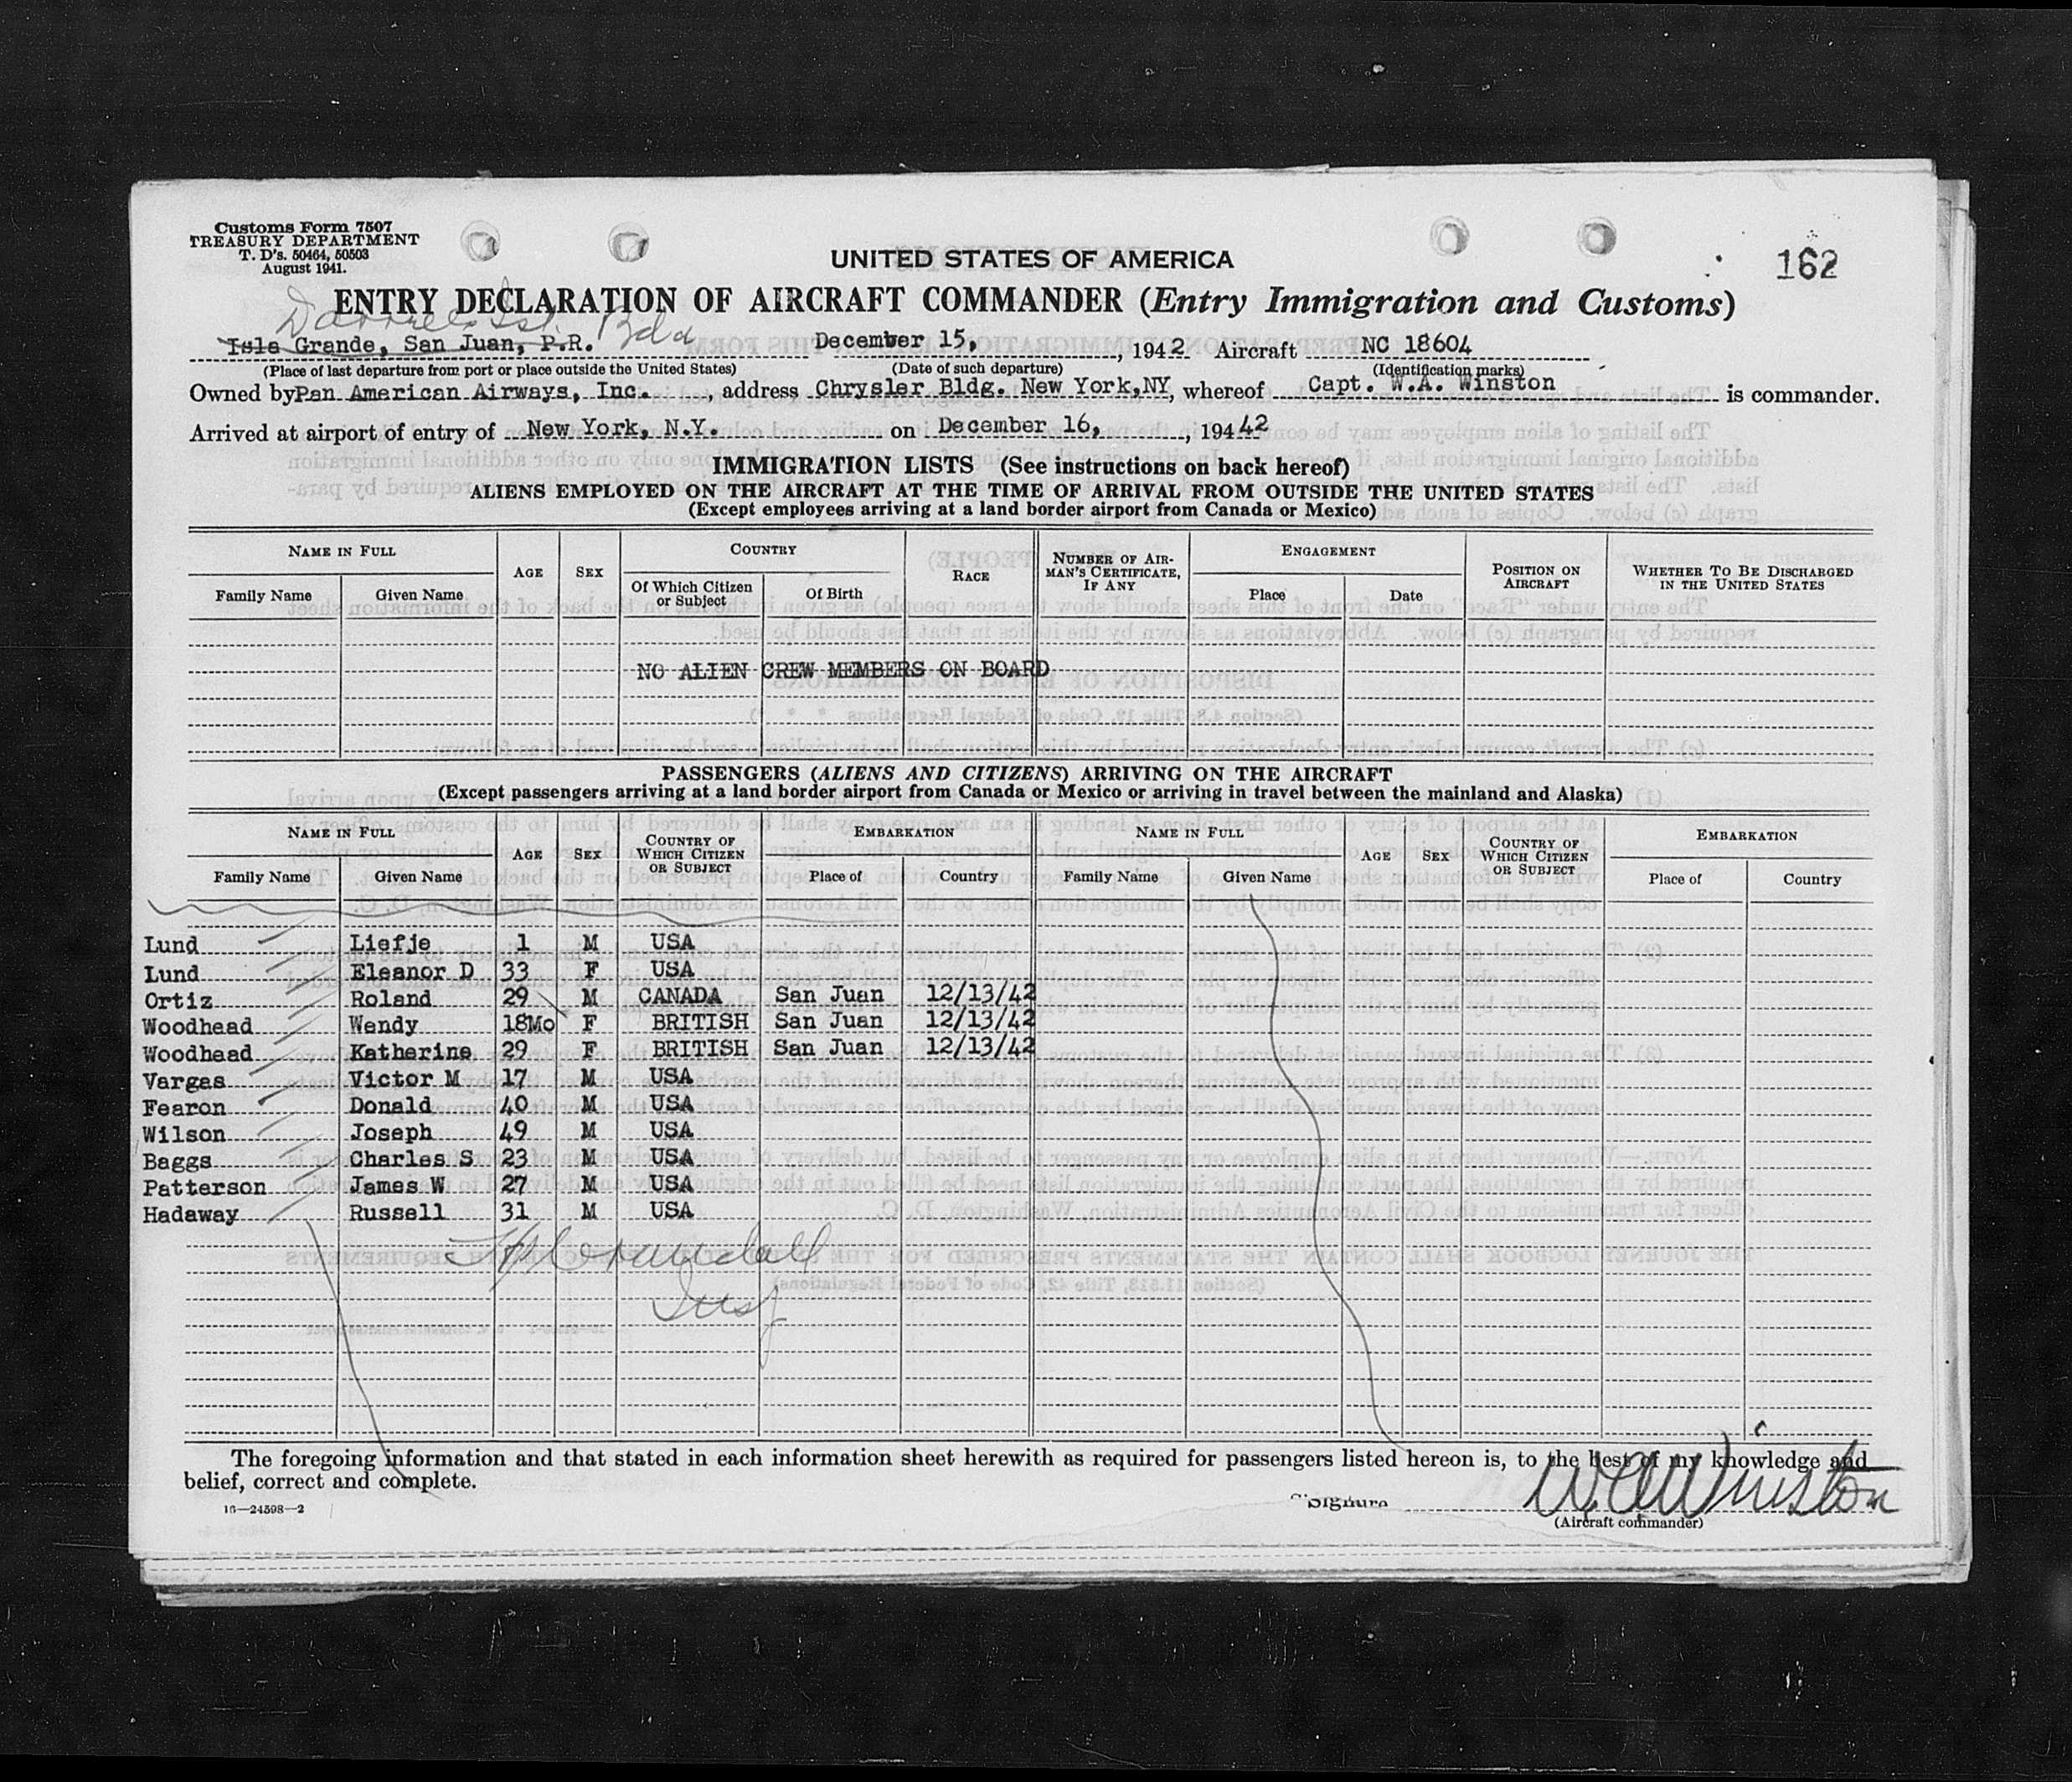 Customs Form 7507
TREASURY DEPARTMENT
T. D's. 50464, 50503
August 1941.
162
UNITED STATES OF AMERICA
ENTRY DECLARATION OF AIRCRAFT COMMANDER (Entry Immigration and Customs)
Darrell's Isl. Bda
Isle Grande, San Juan, P.R. December 15, , 1942 Aircraft NC 18604
(Place of last departure from port or place outside the United States) (Date of such departure) (Identification marks)
Owned by Pan American Airways, Inc. , address Chrysler Bldg. New York,NY, whereof Capt. W.A. Winston is commander.
Arrived at airport of entry of New York, N.Y. on December 16, , 194 42
IMMIGRATION LISTS (See instructions on back hereof)
ALIENS EMPLOYED ON THE AIRCRAFT AT THE TIME OF ARRIVAL FROM OUTSIDE THE UNITED STATES
(Except employees arriving at a land border airport from Canada or Mexico)
NAME IN FULL AGE SEX COUNTRY RACE NUMBER OF AIRMAN'S CERTIFICATE, IF ANY ENGAGEMENT POSITION ON AIRCRAFT WHETHER TO BE DISCHARGED IN THE UNITED STATES
Family Name Given Name Of Which Citizen or Subject Of Birth Place Date
NO ALIEN CREW MEMBERS ON BOARD
PASSENGERS (ALIENS AND CITIZENS) ARRIVING ON THE AIRCRAFT
(Except passengers arriving at a land border airport from Canada or Mexico or arriving in travel between the mainland and Alaska)
NAME IN FULL AGE SEX COUNTRY OF WHICH CITIZEN OR SUBJECT EMBARKATION NAME IN FULL AGE SEX COUNTRY OF WHICH CITIZEN OR SUBJECT EMBARKATION
Family Name Given Name Place of Country Family Name Given Name Place of Country
Lund Liefje 1 M USA
Lund Eleanor D 33 F USA
Ortiz Roland 29 M CANADA San Juan 12/13/42
Woodhead Wendy 18Mo F BRITISH San Juan 12/13/42
Woodhead Katherine 29 F BRITISH San Juan 12/13/42
Vargas Victor M 17 M USA
Fearon Donald 40 M USA
Wilson Joseph 49 M USA
Baggs Charles S 23 M USA
Patterson James W 27 M USA
Hadaway Russell 31 M USA
Insp
The foregoing information and that stated in each information sheet herewith as required for passengers listed hereon is, to the best of my knowledge and
belief, correct and complete.
16—24598—2
W.A. Winston
(Aircraft commander)